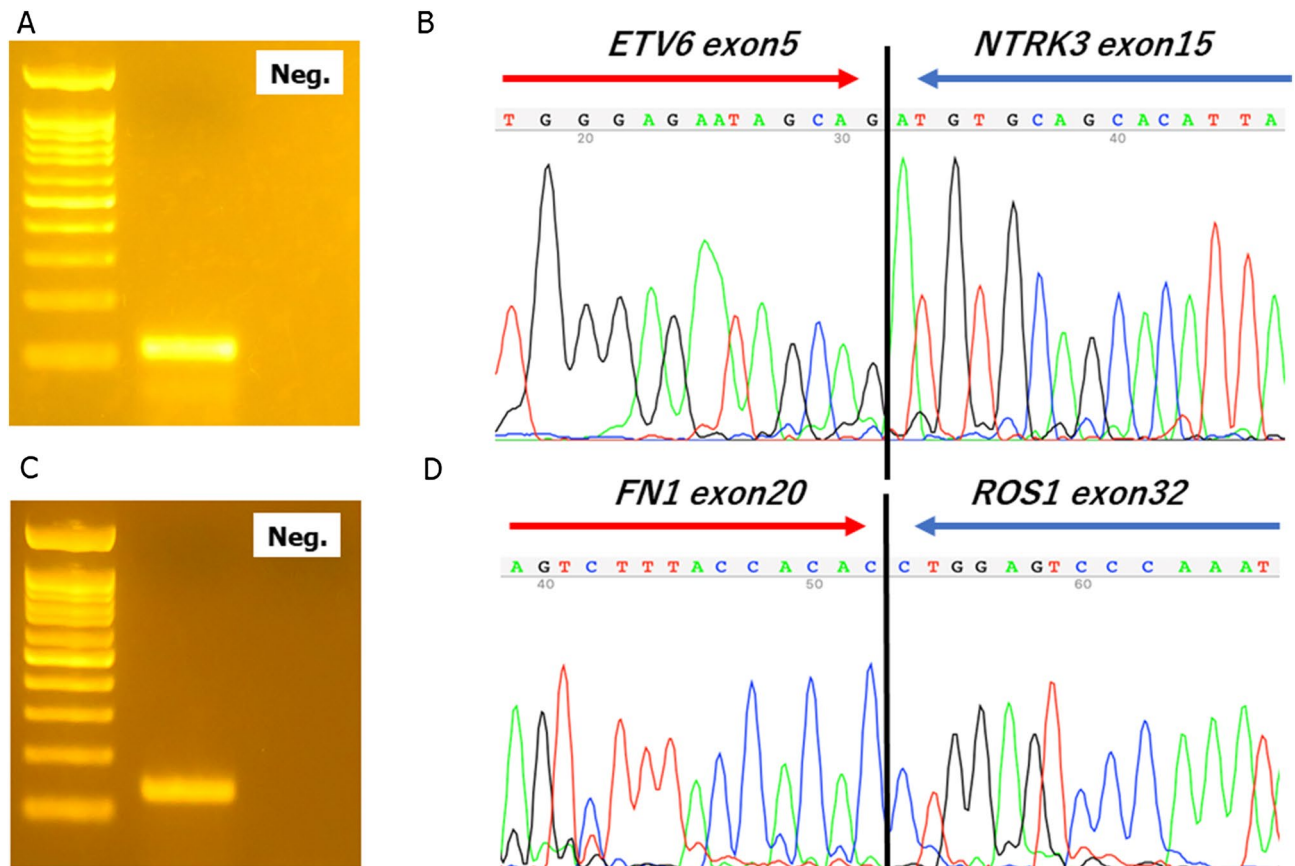 A
Neg.
B
ETV6 exon5
NTRK3 exon15
T G G G A G A A T A G C A G A T G T G C A G C A C A T T A
20 30 40
C
Neg.
D
FN1 exon20
ROS1 exon32
A G T C T T T A C C A C A C C T G G A G T C C C A A A T
40 50 60